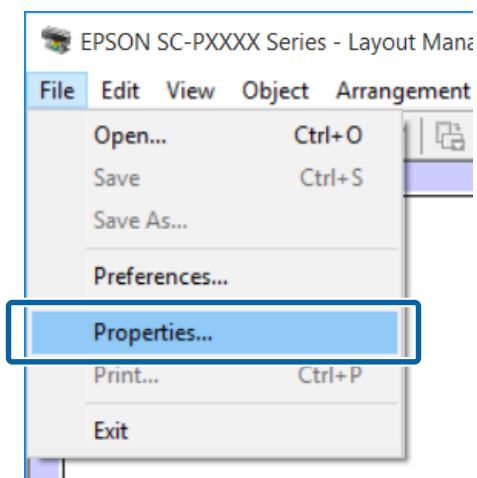 EPSON SC-PXXXX Series - Layout Mana
File Edit View Object Arrangement
Open... Ctrl+O
Save Ctrl+S
Save As...
Preferences...
Properties...
Print... Ctrl+P
Exit